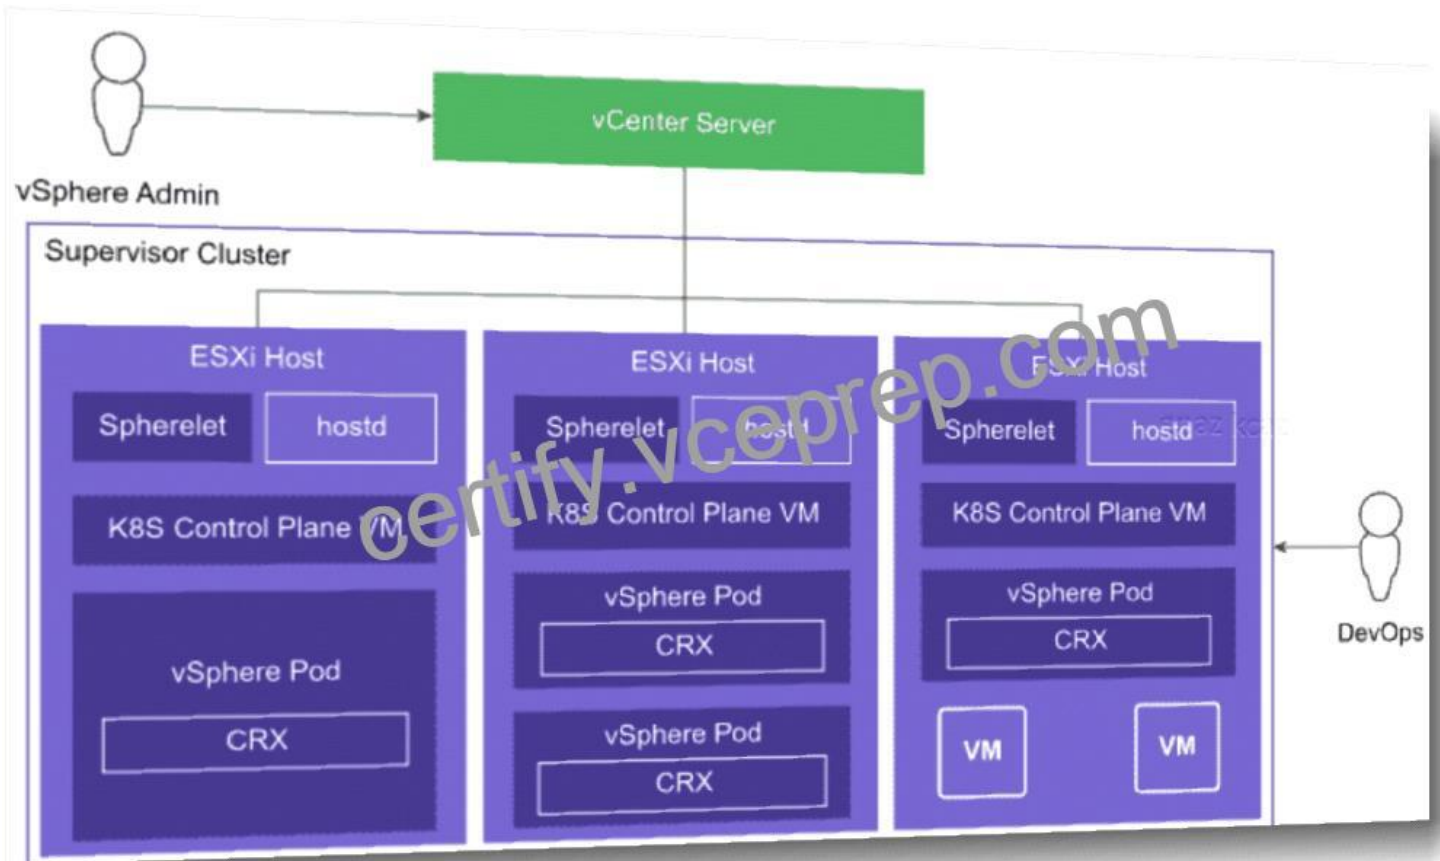 vCenter Server
vSphere Admin
Supervisor Cluster
ESXi Host
Spherelet
hostd
K8S Control Plane VM
vSphere Pod
CRX
ESXi Host
Spherelet
hostd
K8S Control Plane VM
vSphere Pod
CRX
vSphere Pod
CRX
ESXi Host
Spherelet
hostd
K8S Control Plane VM
vSphere Pod
CRX
VM
VM
DevOps
certify.vceprep.com